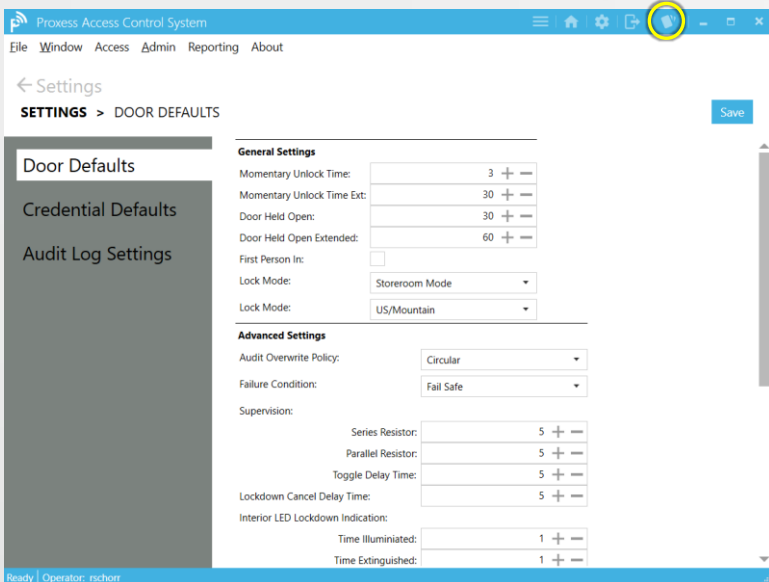 Proxess Access Control System
File Window Access Admin Reporting About
Settings
SETTINGS > DOOR DEFAULTS
Save
Door Defaults
Credential Defaults
Audit Log Settings
General Settings
Momentary Unlock Time: 3
Momentary Unlock Time Ext: 30
Door Held Open: 30
Door Held Open Extended: 60
First Person In:
Lock Mode: Storeroom Mode
Lock Mode: US/Mountain
Advanced Settings
Audit Overwrite Policy: Circular
Failure Condition: Fail Safe
Supervision:
Series Resistor: 5
Parallel Resistor: 5
Toggle Delay Time: 5
Lockdown Cancel Delay Time: 5
Interior LED Lockdown Indication:
Time Illuminiated: 1
Time Extinguished: 1
Ready Operator: rschorr